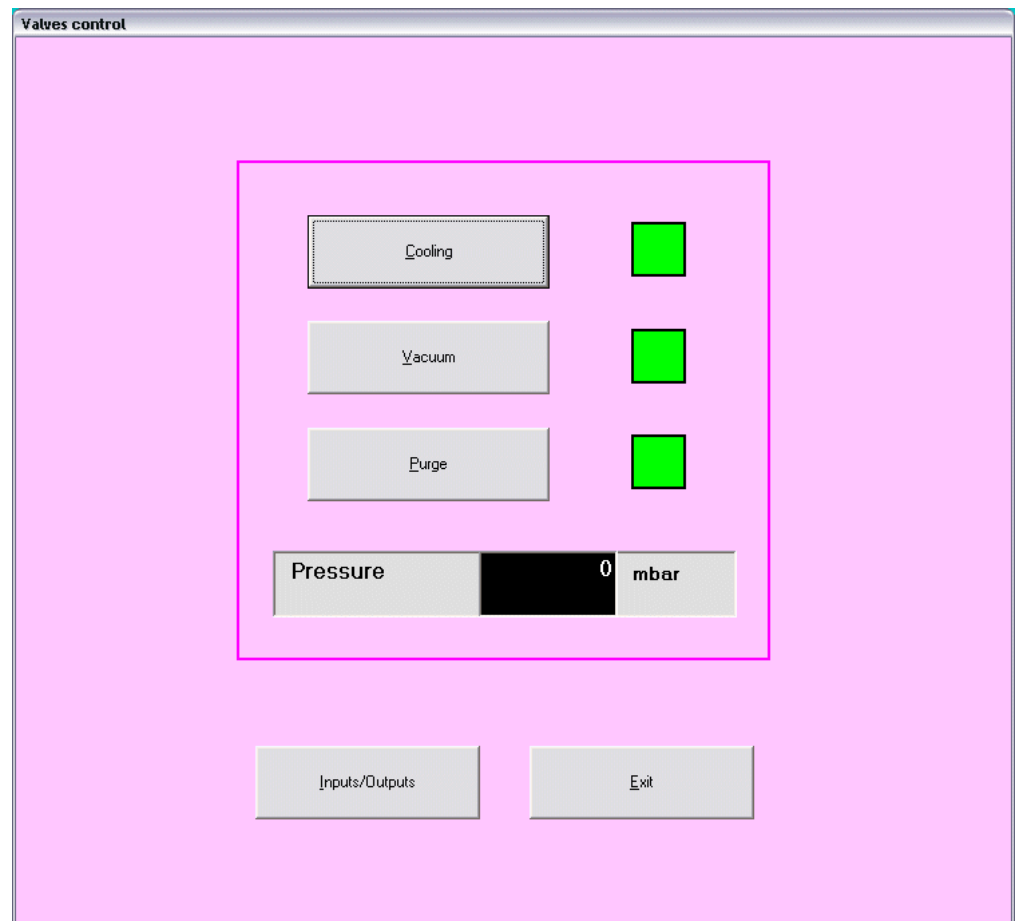 Valves control
Cooling
Vacuum
Purge
Pressure 0 mbar
Inputs/Outputs Exit